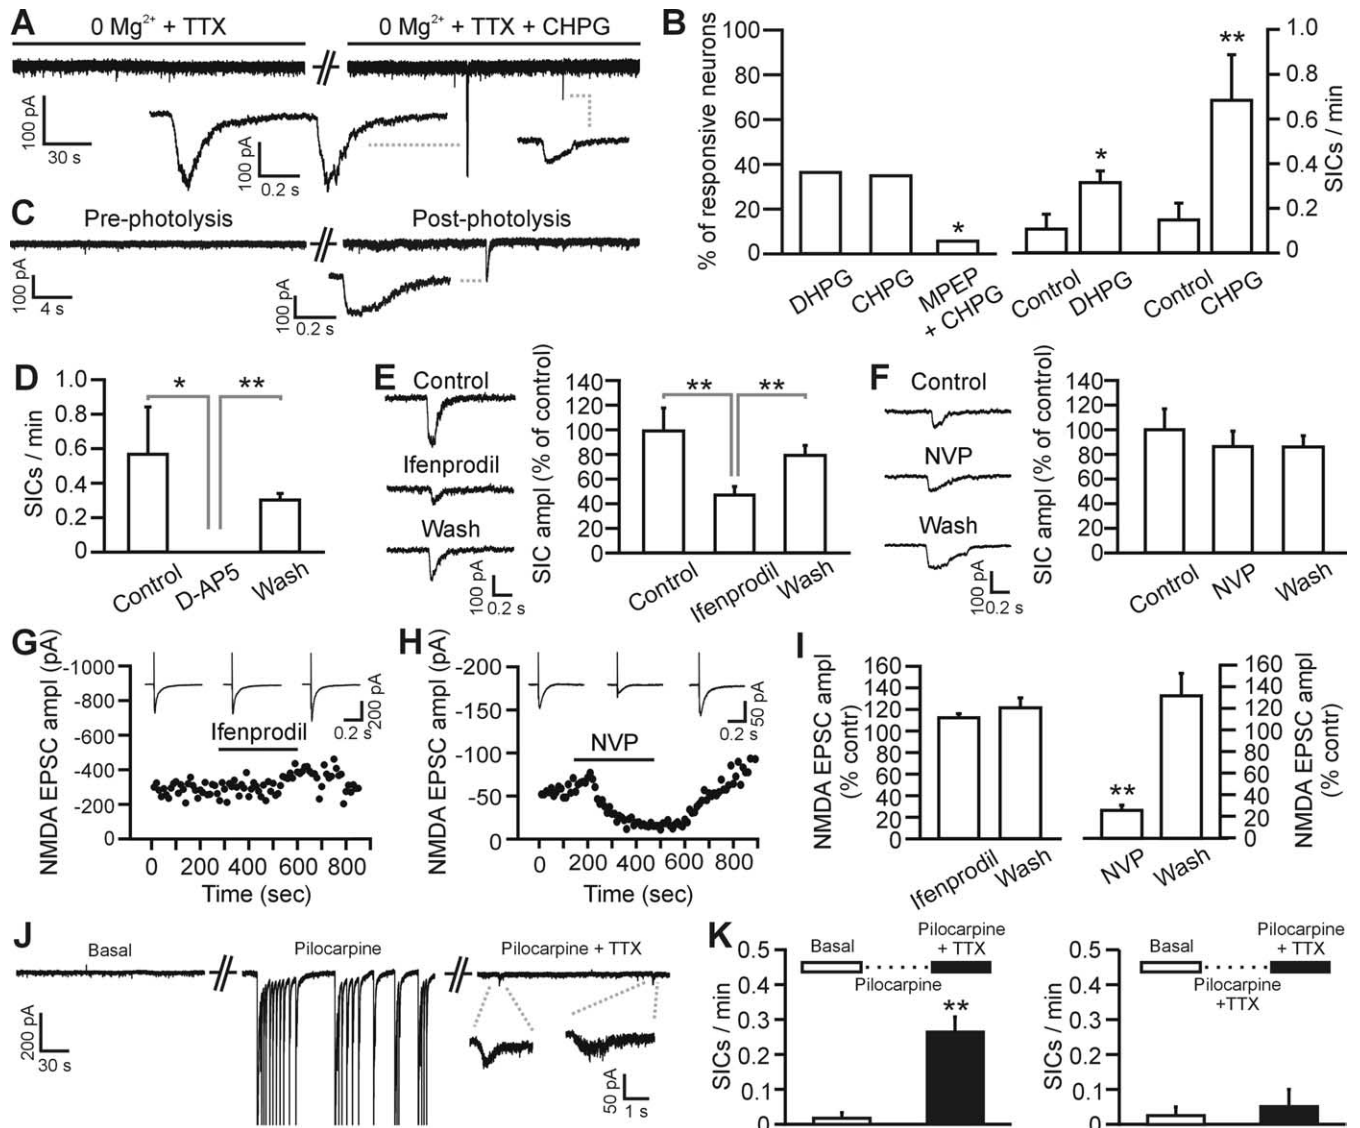 A
0 Mg²⁺ + TTX
0 Mg²⁺ + TTX + CHPG
100 pA
30 s
100 pA
0.2 s
B
% of responsive neurons
100
80
60
40
20
0
*
*
**
1.0
0.8
0.6
0.4
0.2
0
SICs / min
DHPG
CHPG
MPEP
+ CHPG
Control
DHPG
Control
CHPG
C
Pre-photolysis
Post-photolysis
100 pA
4 s
100 pA
0.2 s
D
SICs / min
1.0
0.8
0.6
0.4
0.2
0
*
**
Control
D-AP5
Wash
E
Control
Ifenprodil
Wash
100 pA
0.2 s
SIC ampl (% of control)
140
120
100
80
60
40
20
0
**
**
Control
Ifenprodil
Wash
F
Control
NVP
Wash
100 pA
0.2 s
SIC ampl (% of control)
140
120
100
80
60
40
20
0
Control
NVP
Wash
G
NMDA EPSC ampl (pA)
-1000
-800
-600
-400
-200
0
0.2 s
200 pA
Ifenprodil
0 200 400 600 800
Time (sec)
H
NMDA EPSC ampl (pA)
-200
-150
-100
-50
0
0.2 s
50 pA
NVP
0 200 400 600 800
Time (sec)
I
NMDA EPSC ampl
(% contr)
160
140
120
100
80
60
40
20
0
**
160
140
120
100
80
60
40
20
0
NMDA EPSC ampl
(% contr)
Ifenprodil
Wash
NVP
Wash
J
Basal
Pilocarpine
Pilocarpine + TTX
200 pA
30 s
50 pA
1 s
K
SICs / min
0.5
0.4
0.3
0.2
0.1
0
Basal
Pilocarpine
+ TTX
Pilocarpine
**
SICs / min
0.5
0.4
0.3
0.2
0.1
0
Basal
Pilocarpine
+ TTX
Pilocarpine
+TTX